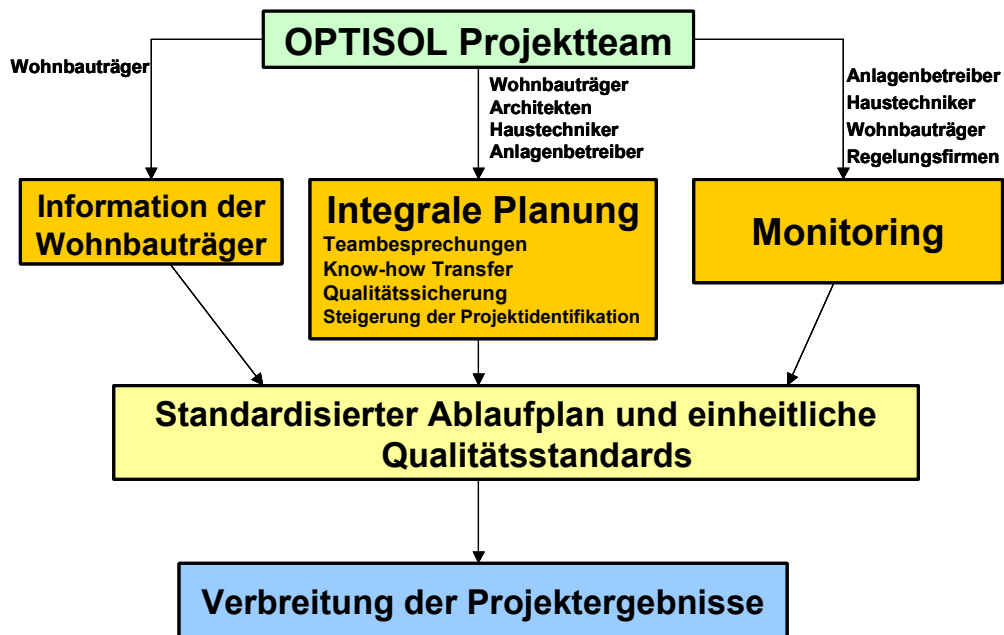 OPTISOL Projektteam
Wohnbauträger
Wohnbauträger
Architekten
Haustechniker
Anlagenbetreiber
Anlagenbetreiber
Haustechniker
Wohnbauträger
Regelungsfirmen
Information der
Wohnbauträger
Integrale Planung
Teambesprechungen
Know-how Transfer
Qualitätssicherung
Steigerung der Projektidentifikation
Monitoring
Standardisierter Ablaufplan und einheitliche
Qualitätsstandards
Verbreitung der Projektergebnisse